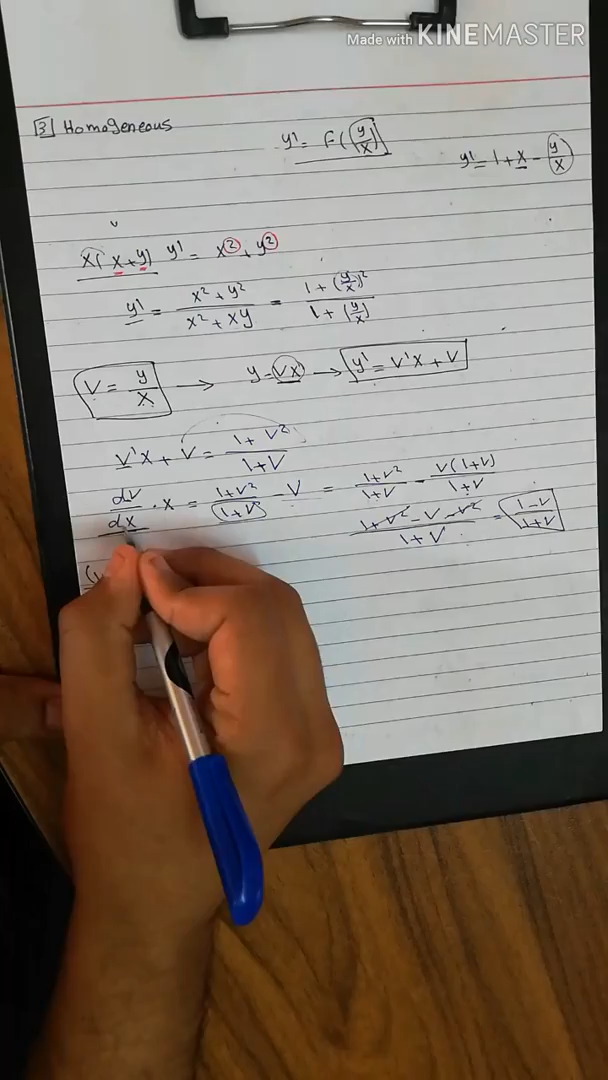 Made with KINEMASTER
[3] Homogeneous
y' = F(y/x)
y' = 1 + x - y/x
x(x+y) y' = x² + y²
y' = (x² + y²)/(x² + xy) = (1 + (y/x)²)/(1 + (y/x))
V = y/x → y = Vx → y' = V'x + V
V'x + V = (1 + V²)/(1+V)
dV/dx · x = (1+V²)/(1+V) - V = (1+V²)/(1+V) - V(1+V)/(1+V)
(1+V²-V-V²)/(1+V) = (1-V)/(1+V)